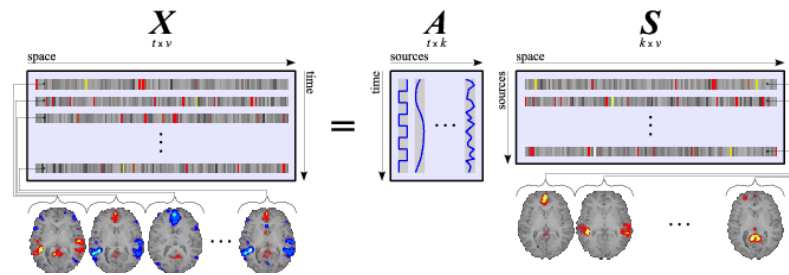 X
t x v
space
time
=
A
t x k
sources
time
S
k x v
space
sources